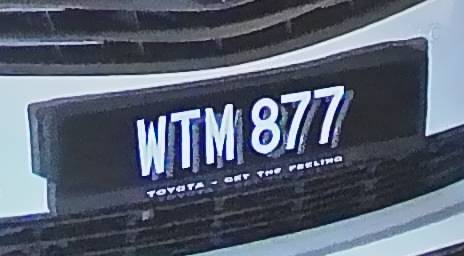 WTM 877
TOYOTA - GET THE FEELING